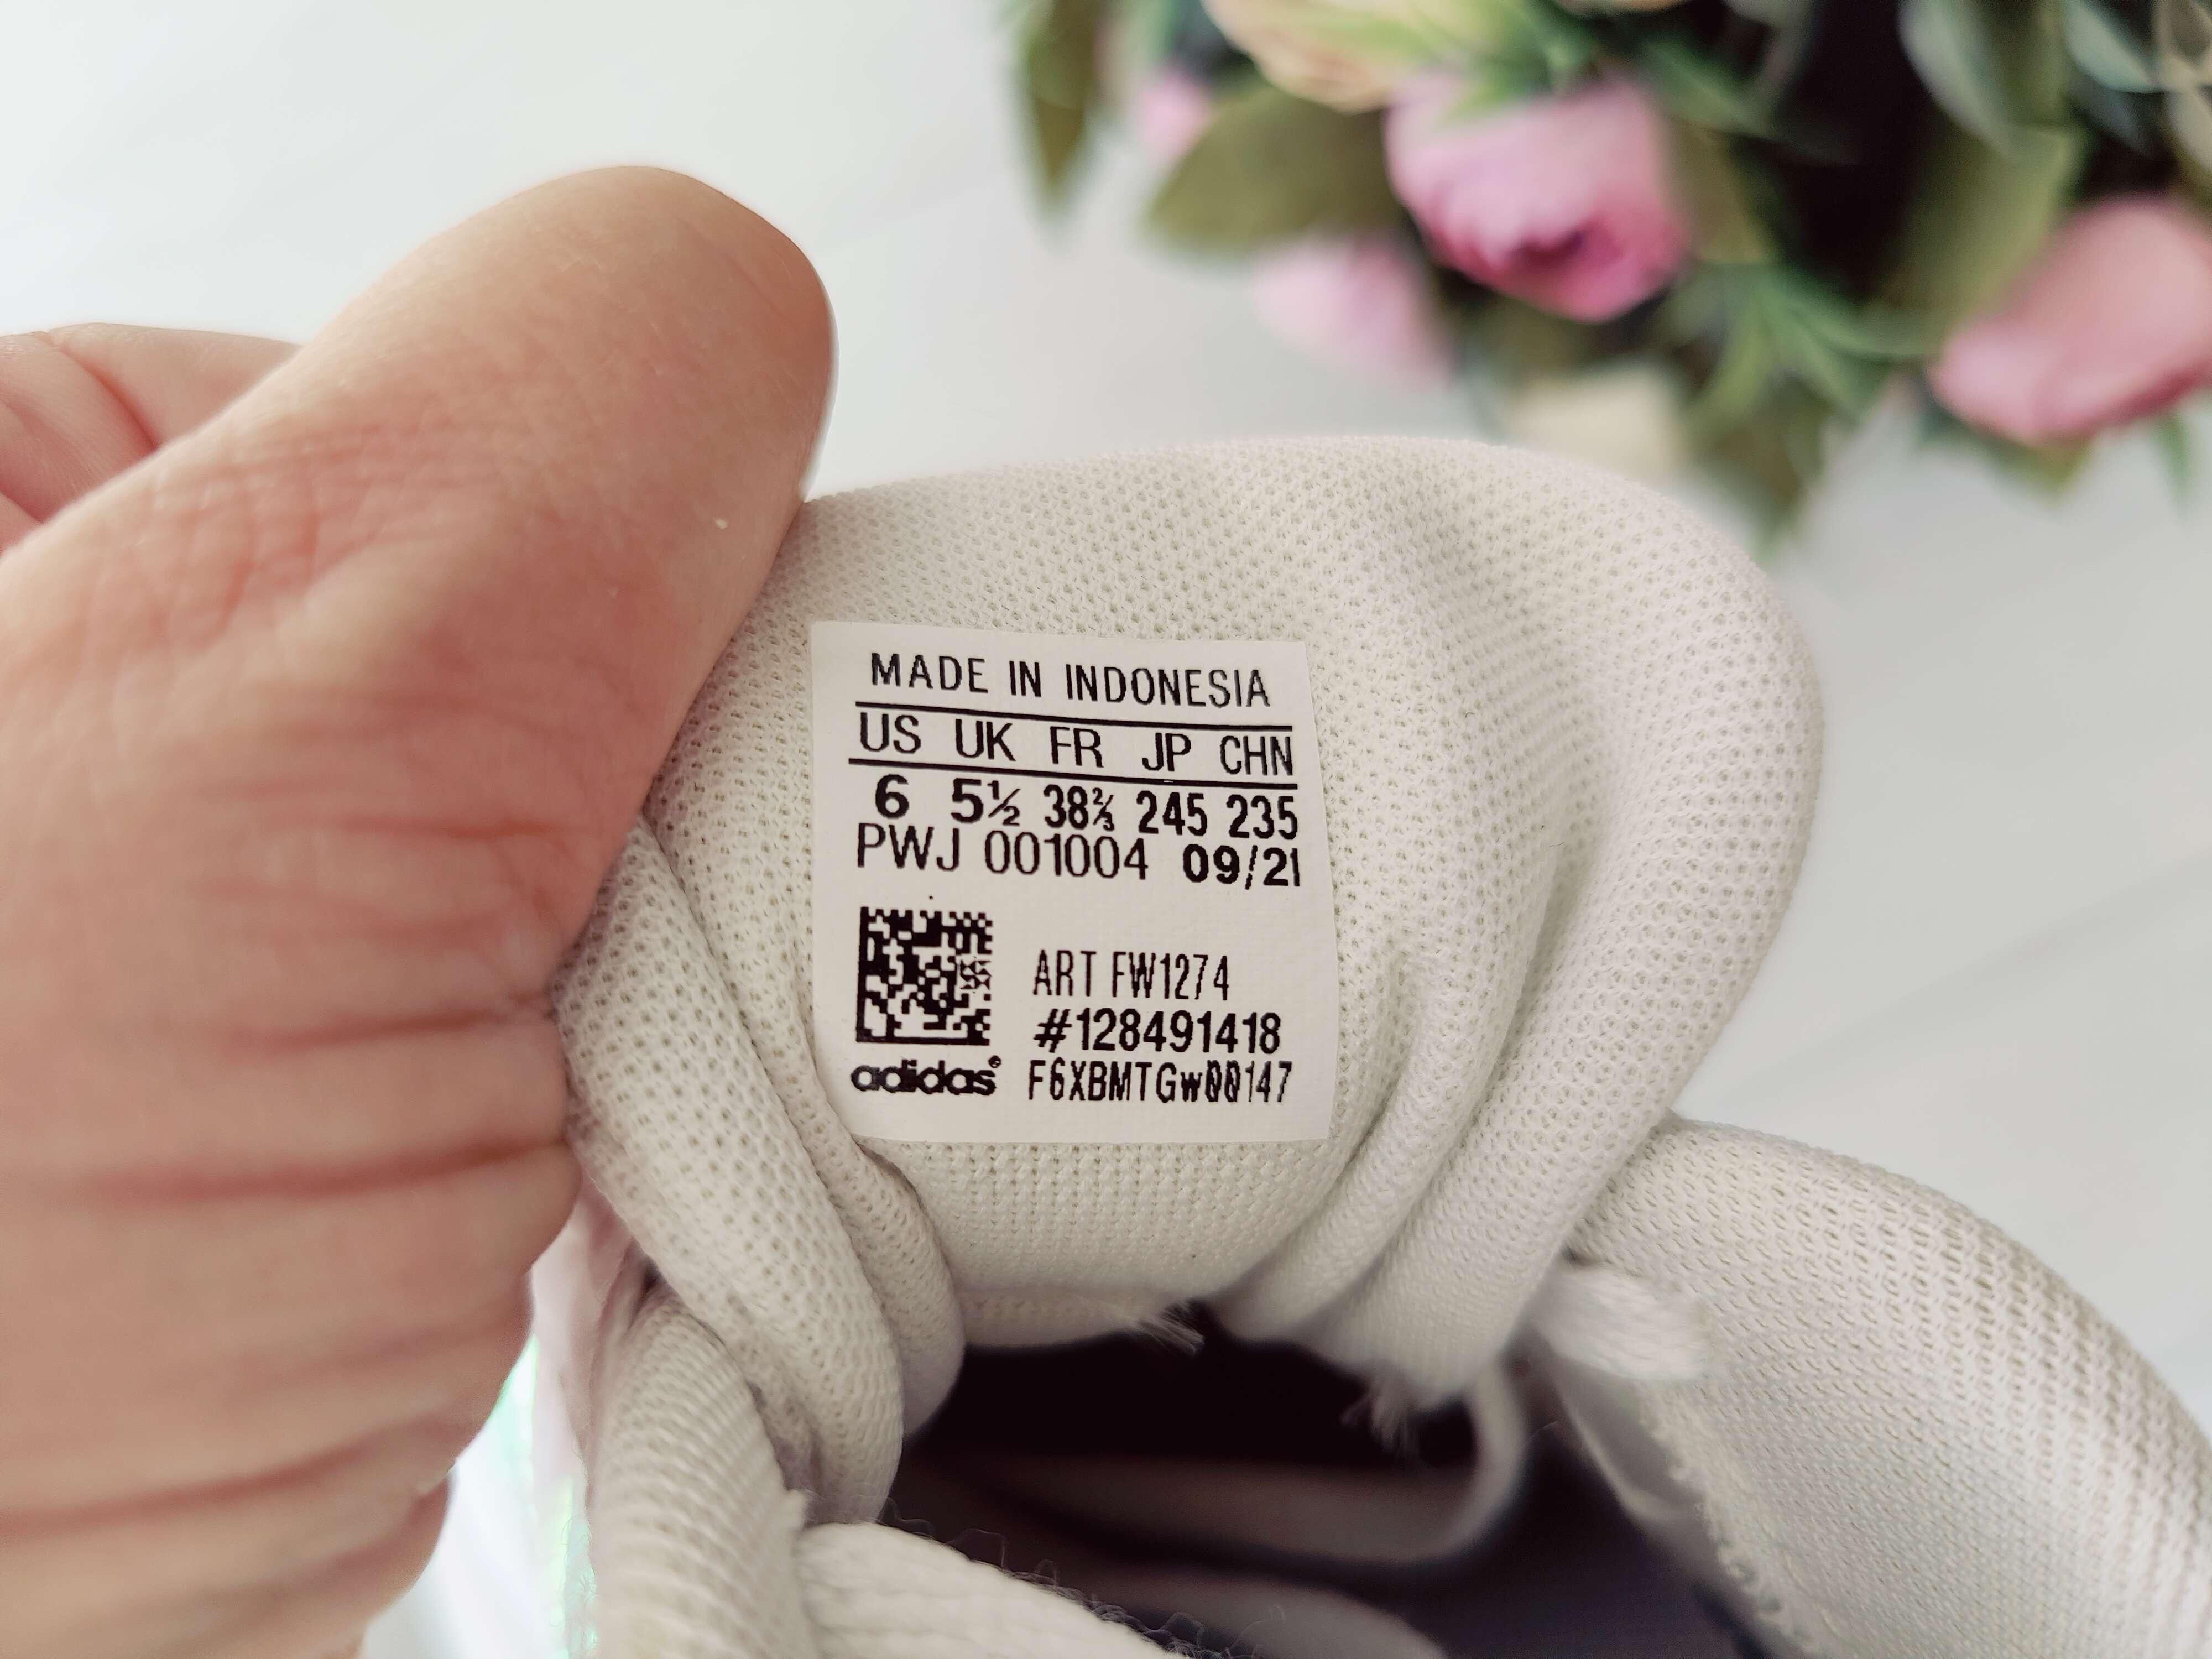 MADE IN INDONESIA
US UK FR JP CHN
6 5½ 38⅔ 245 235
PWJ 001004 09/21
ART FW1274
#128491418
adidas® F6XBMTGW00147